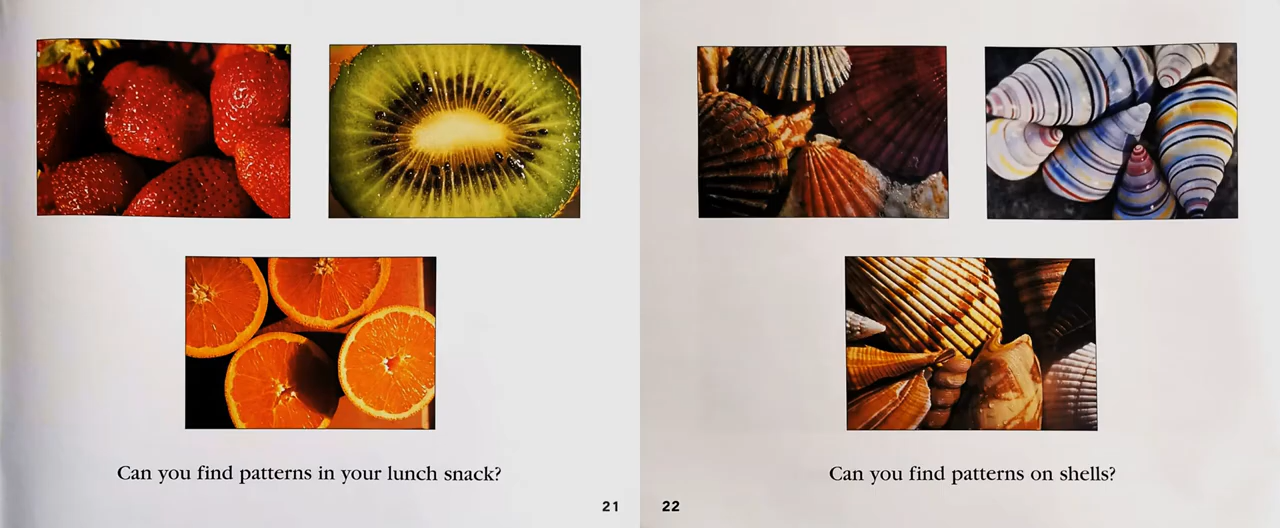 Can you find patterns in your lunch snack?
21
Can you find patterns on shells?
22